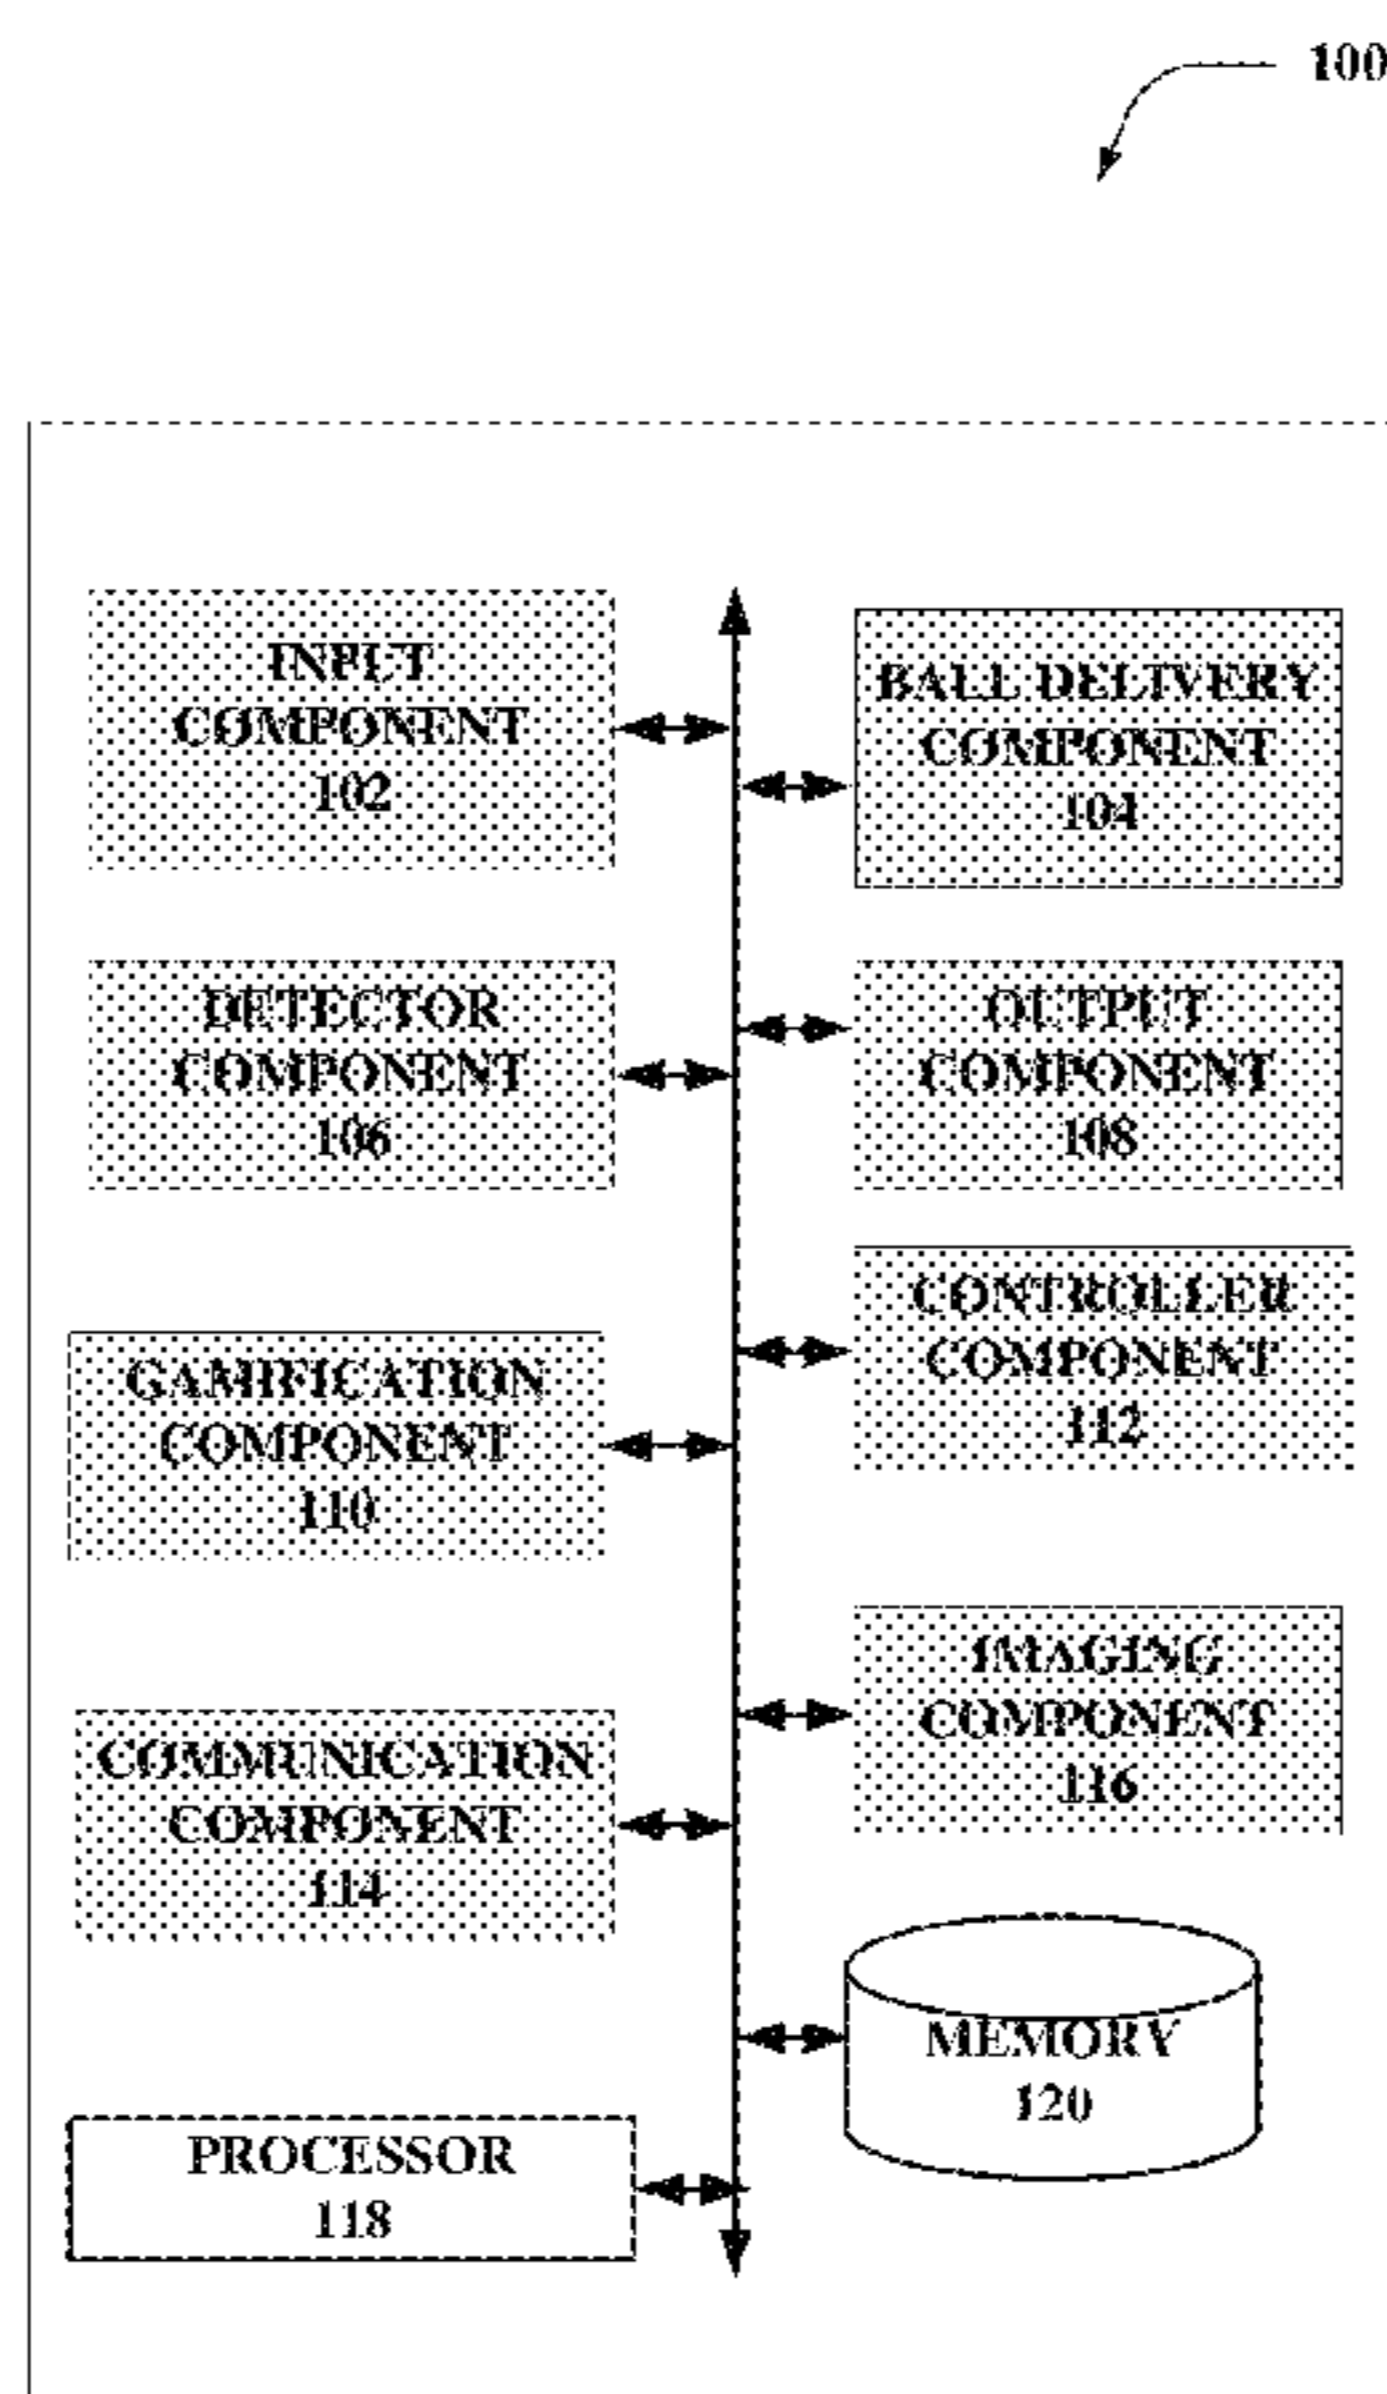 100
INPUT
COMPONENT
102
BALL DELIVERY
COMPONENT
104
DETECTOR
COMPONENT
106
OUTPUT
COMPONENT
108
GAMIFICATION
COMPONENT
110
CONTROLLER
COMPONENT
112
COMMUNICATION
COMPONENT
114
IMAGING
COMPONENT
116
PROCESSOR
118
MEMORY
120